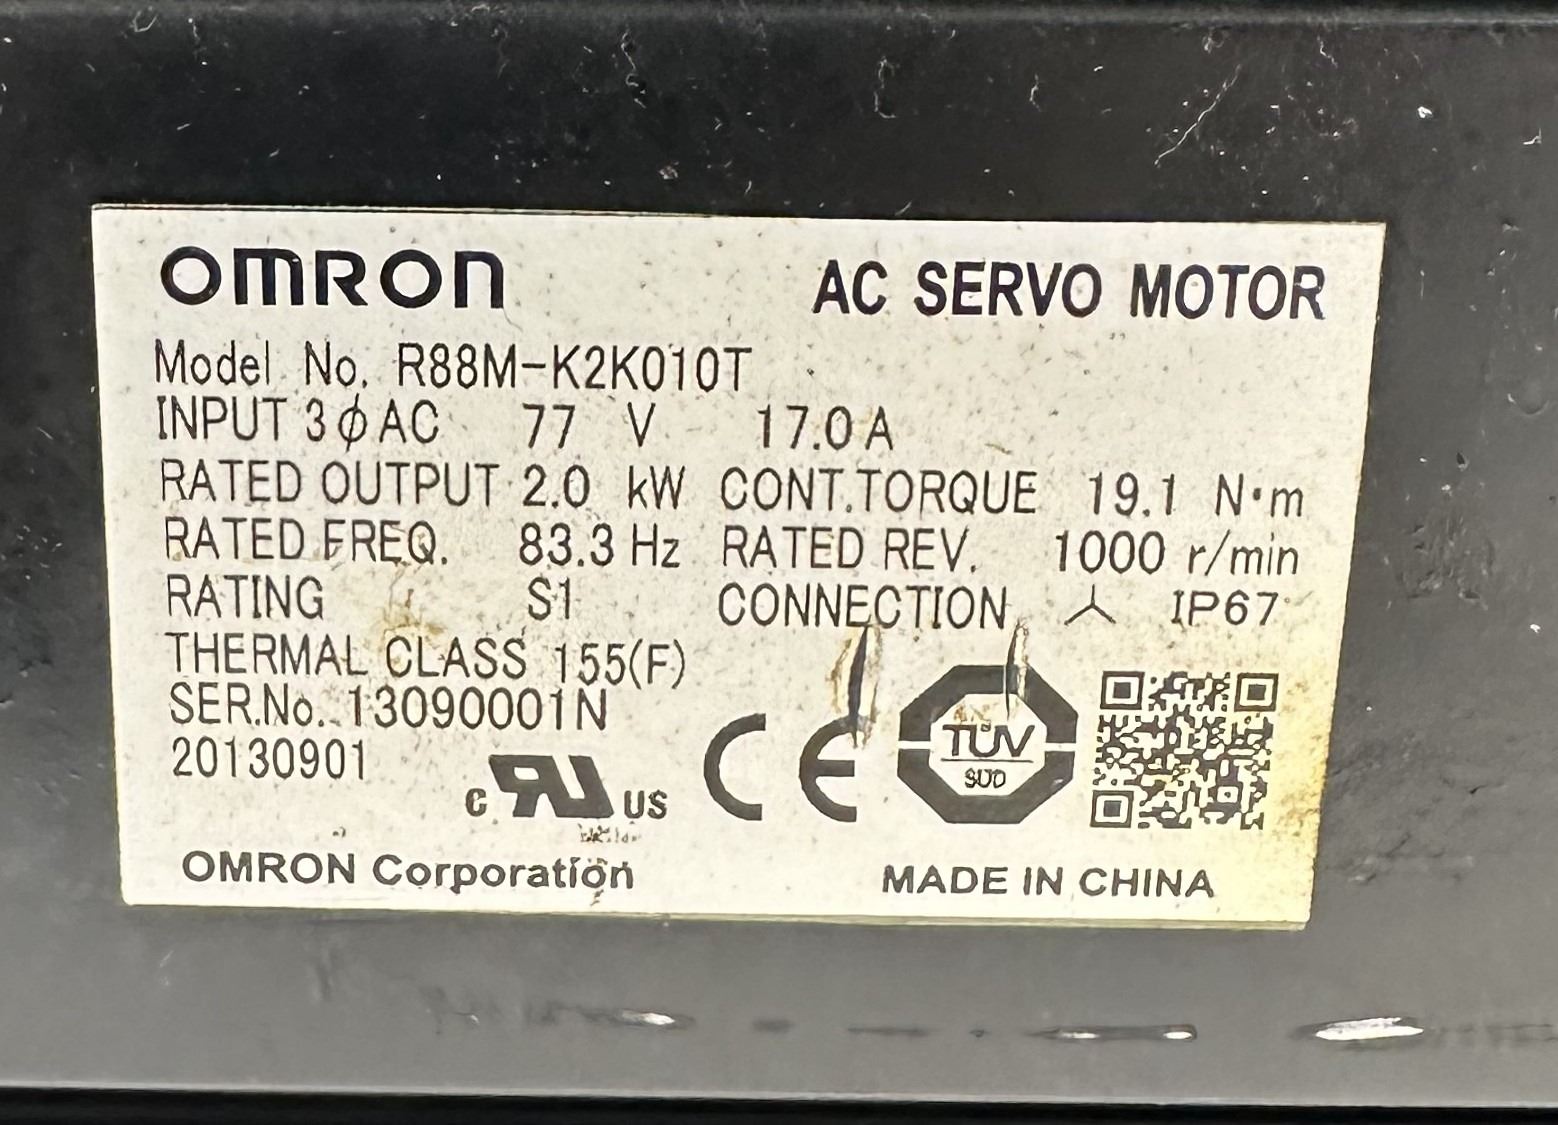 OMRON AC SERVO MOTOR
Model No. R88M-K2K010T
INPUT 3ϕAC 77 V 17.0 A
RATED OUTPUT 2.0 kW CONT.TORQUE 19.1 N·m
RATED FREQ. 83.3 Hz RATED REV. 1000 r/min
RATING S1 CONNECTION IP67
THERMAL CLASS 155(F)
SER.No. 13090001N
20130901
c RU US CE TÜV
SÜD
OMRON Corporation MADE IN CHINA